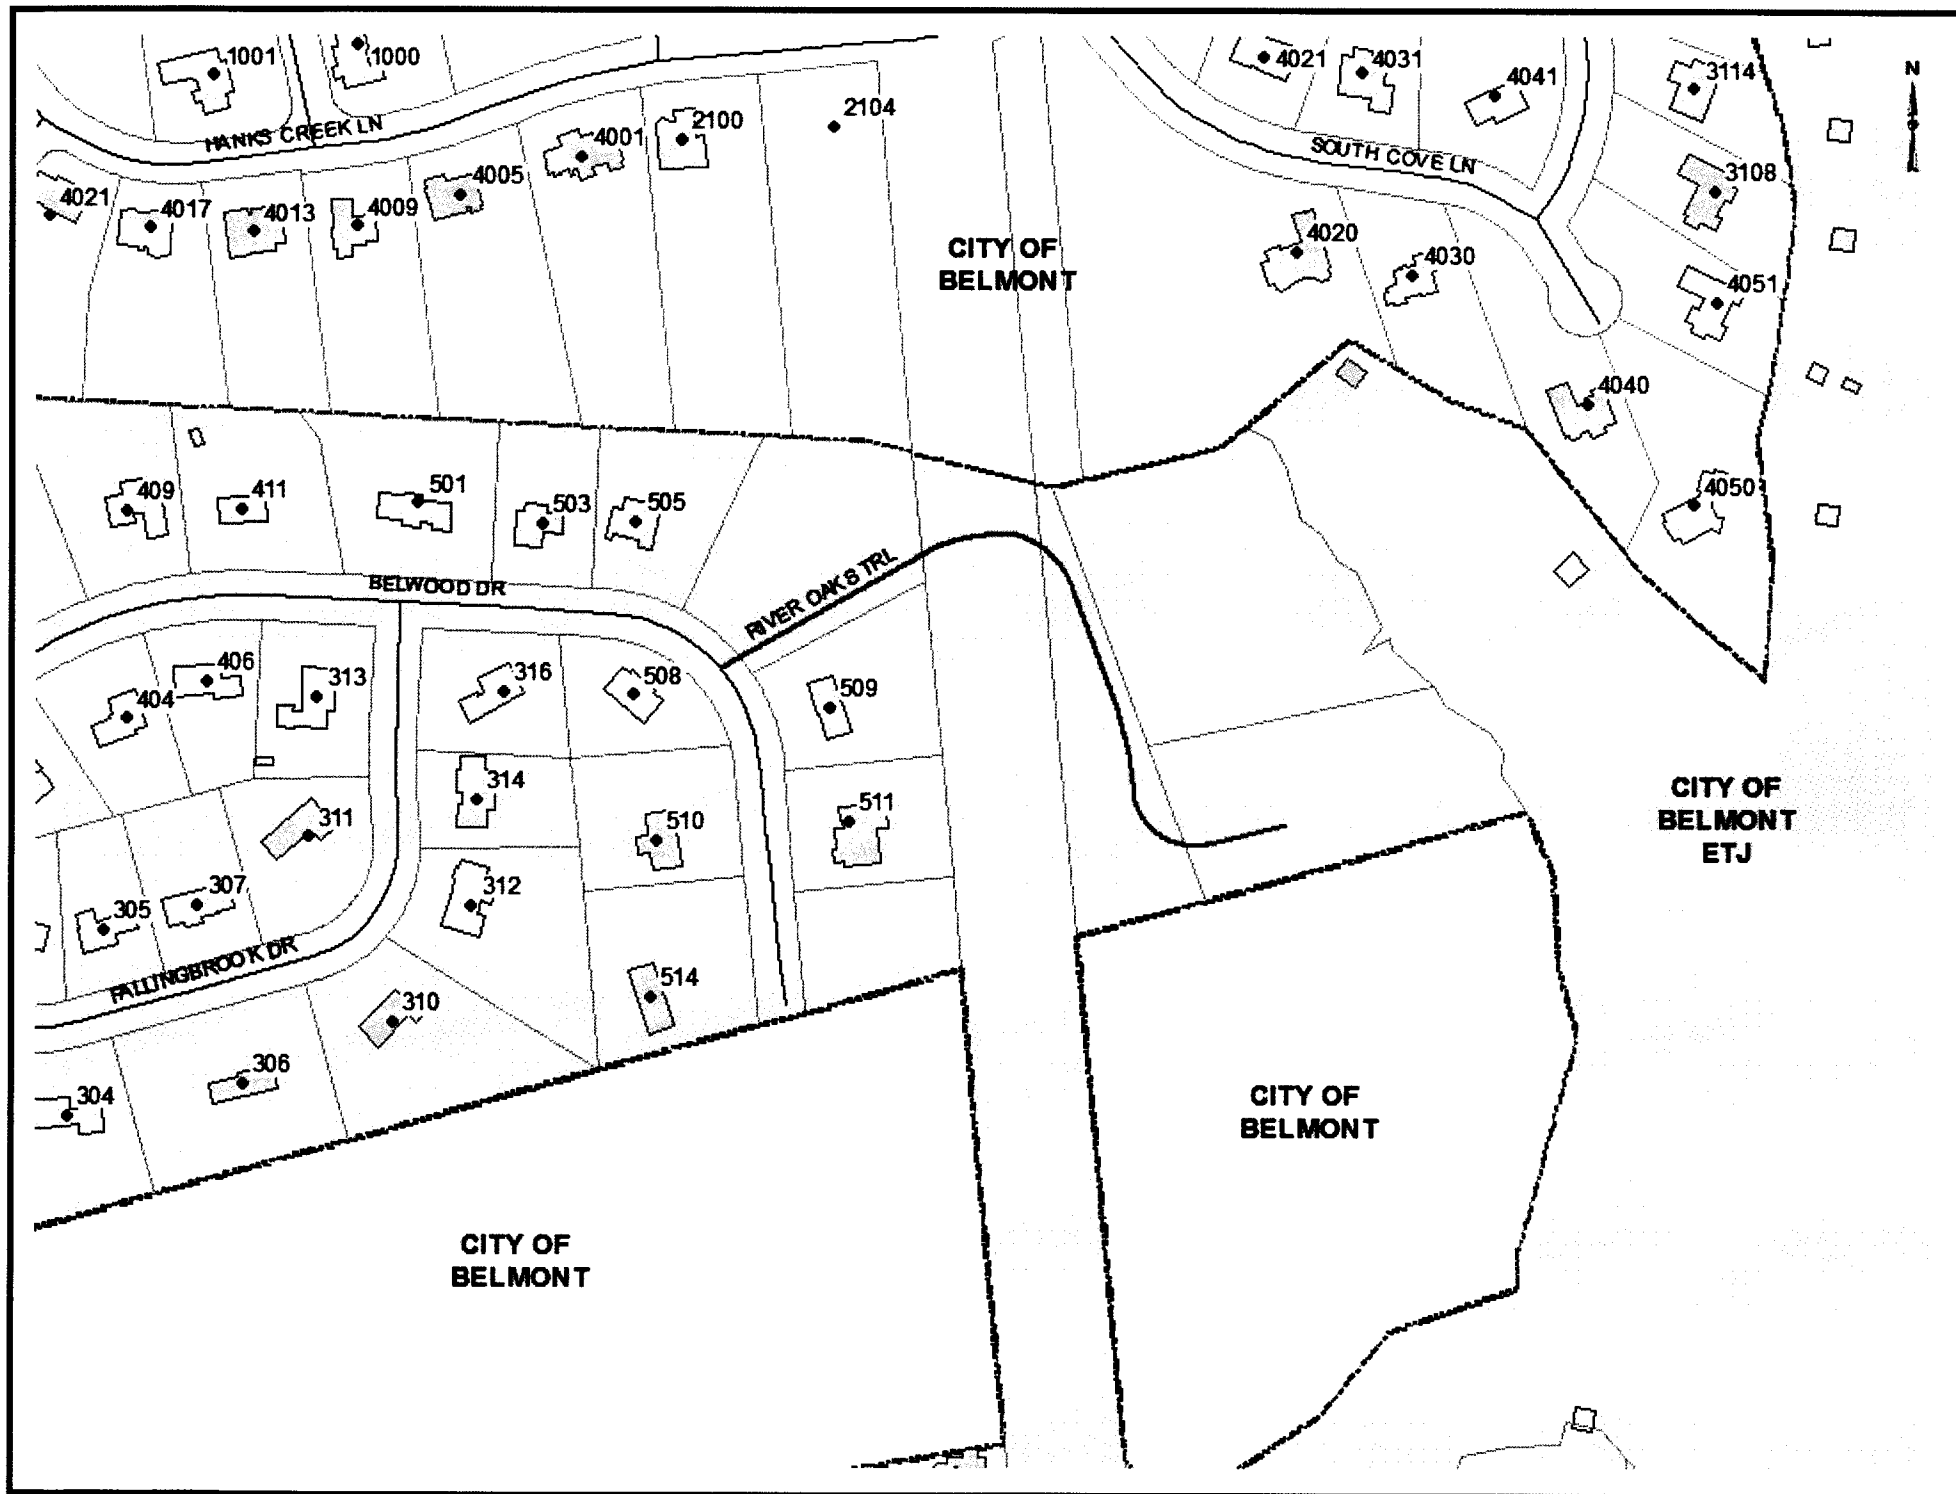 1001
1000
4021
4031
4041
3114
N
2104
2100
4001
HANKS CREEK LN
SOUTH COVE LN
4005
3108
4021
4017
4013
4009
4020
4030
CITY OF
BELMONT
4051
4040
409
411
501
503
505
4050
BELWOOD DR
RIVER OAKS TRL
406
404
313
316
508
509
314
311
510
511
CITY OF
BELMONT
ETJ
312
307
305
FALLINGBROOK DR
514
310
306
304
CITY OF
BELMONT
CITY OF
BELMONT